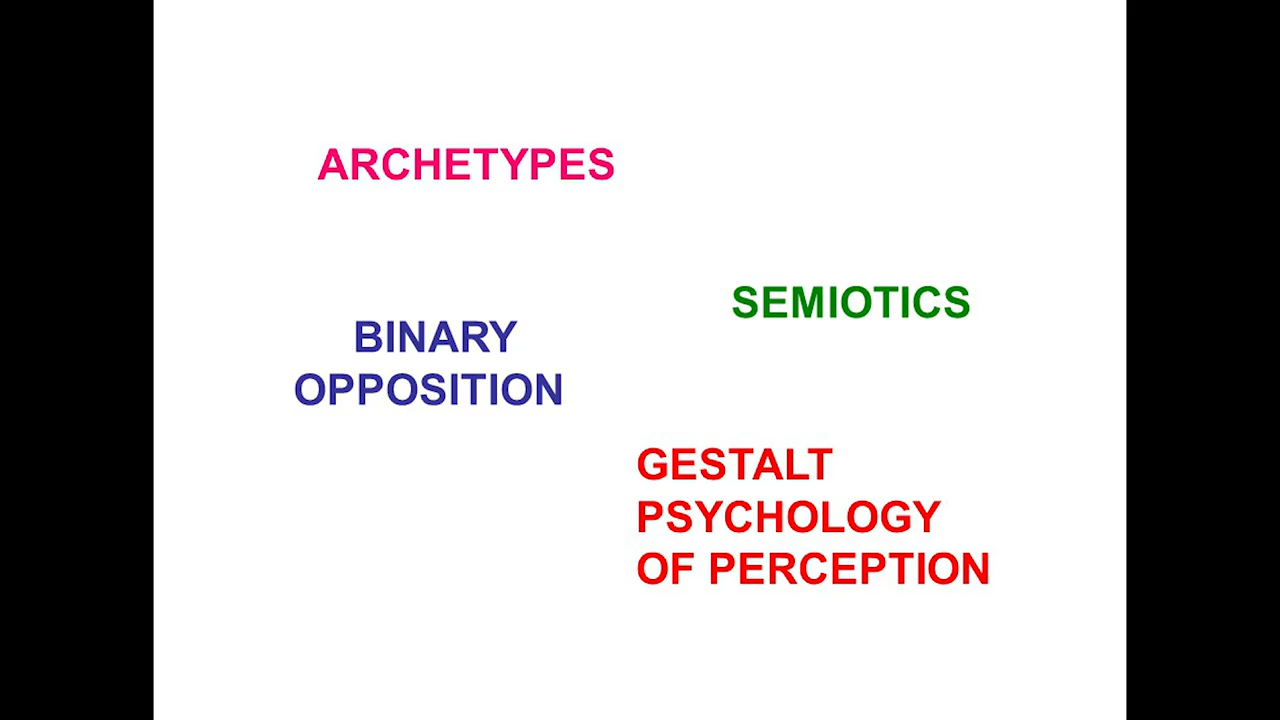 ARCHETYPES
SEMIOTICS
BINARY
OPPOSITION
GESTALT
PSYCHOLOGY
OF PERCEPTION